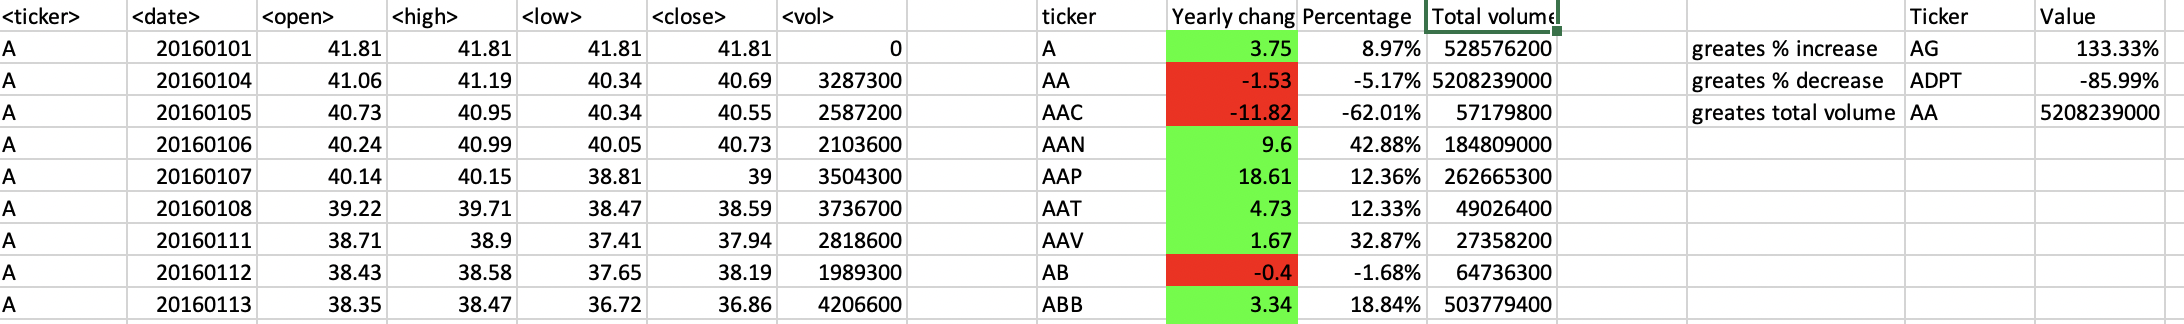 <ticker> <date> <open> <high> <low> <close> <vol> ticker Yearly chang Percentage Total volume Ticker Value
A 20160101 41.81 41.81 41.81 41.81 0 A 3.75 8.97% 528576200 greates % increase AG 133.33%
A 20160104 41.06 41.19 40.34 40.69 3287300 AA -1.53 -5.17% 5208239000 greates % decrease ADPT -85.99%
A 20160105 40.73 40.95 40.34 40.55 2587200 AAC -11.82 -62.01% 57179800 greates total volume AA 5208239000
A 20160106 40.24 40.99 40.05 40.73 2103600 AAN 9.6 42.88% 184809000
A 20160107 40.14 40.15 38.81 39 3504300 AAP 18.61 12.36% 262665300
A 20160108 39.22 39.71 38.47 38.59 3736700 AAT 4.73 12.33% 49026400
A 20160111 38.71 38.9 37.41 37.94 2818600 AAV 1.67 32.87% 27358200
A 20160112 38.43 38.58 37.65 38.19 1989300 AB -0.4 -1.68% 64736300
A 20160113 38.35 38.47 36.72 36.86 4206600 ABB 3.34 18.84% 503779400